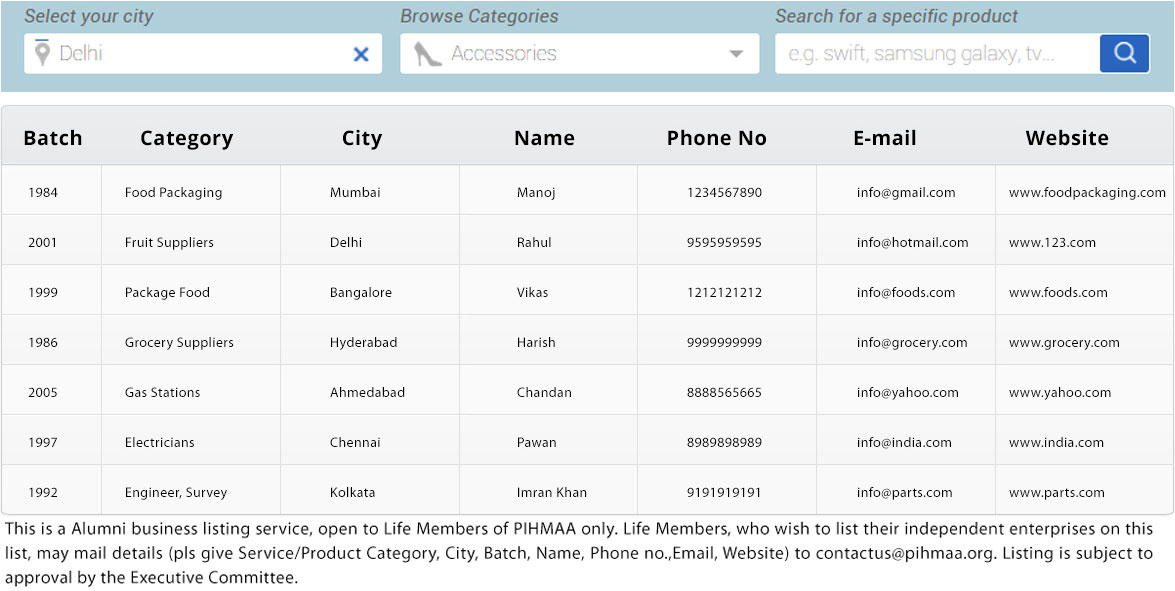 Select your city Browse Categories Search for a specific product
Delhi Accessories e.g. swift, samsung galaxy, tv...
Batch Category City Name Phone No E-mail Website
1984 Food Packaging Mumbai Manoj 1234567890 info@gmail.com www.foodpackaging.com
2001 Fruit Suppliers Delhi Rahul 9595959595 info@hotmail.com www.123.com
1999 Package Food Bangalore Vikas 1212121212 info@foods.com www.foods.com
1986 Grocery Suppliers Hyderabad Harish 9999999999 info@grocery.com www.grocery.com
2005 Gas Stations Ahmedabad Chandan 8888565665 info@yahoo.com www.yahoo.com
1997 Electricians Chennai Pawan 8989898989 info@india.com www.india.com
1992 Engineer, Survey Kolkata Imran Khan 9191919191 info@parts.com www.parts.com
This is a Alumni business listing service, open to Life Members of PIHMAA only. Life Members, who wish to list their independent enterprises on this
list, may mail details (pls give Service/Product Category, City, Batch, Name, Phone no.,Email, Website) to contactus@pihmaa.org. Listing is subject to
approval by the Executive Committee.